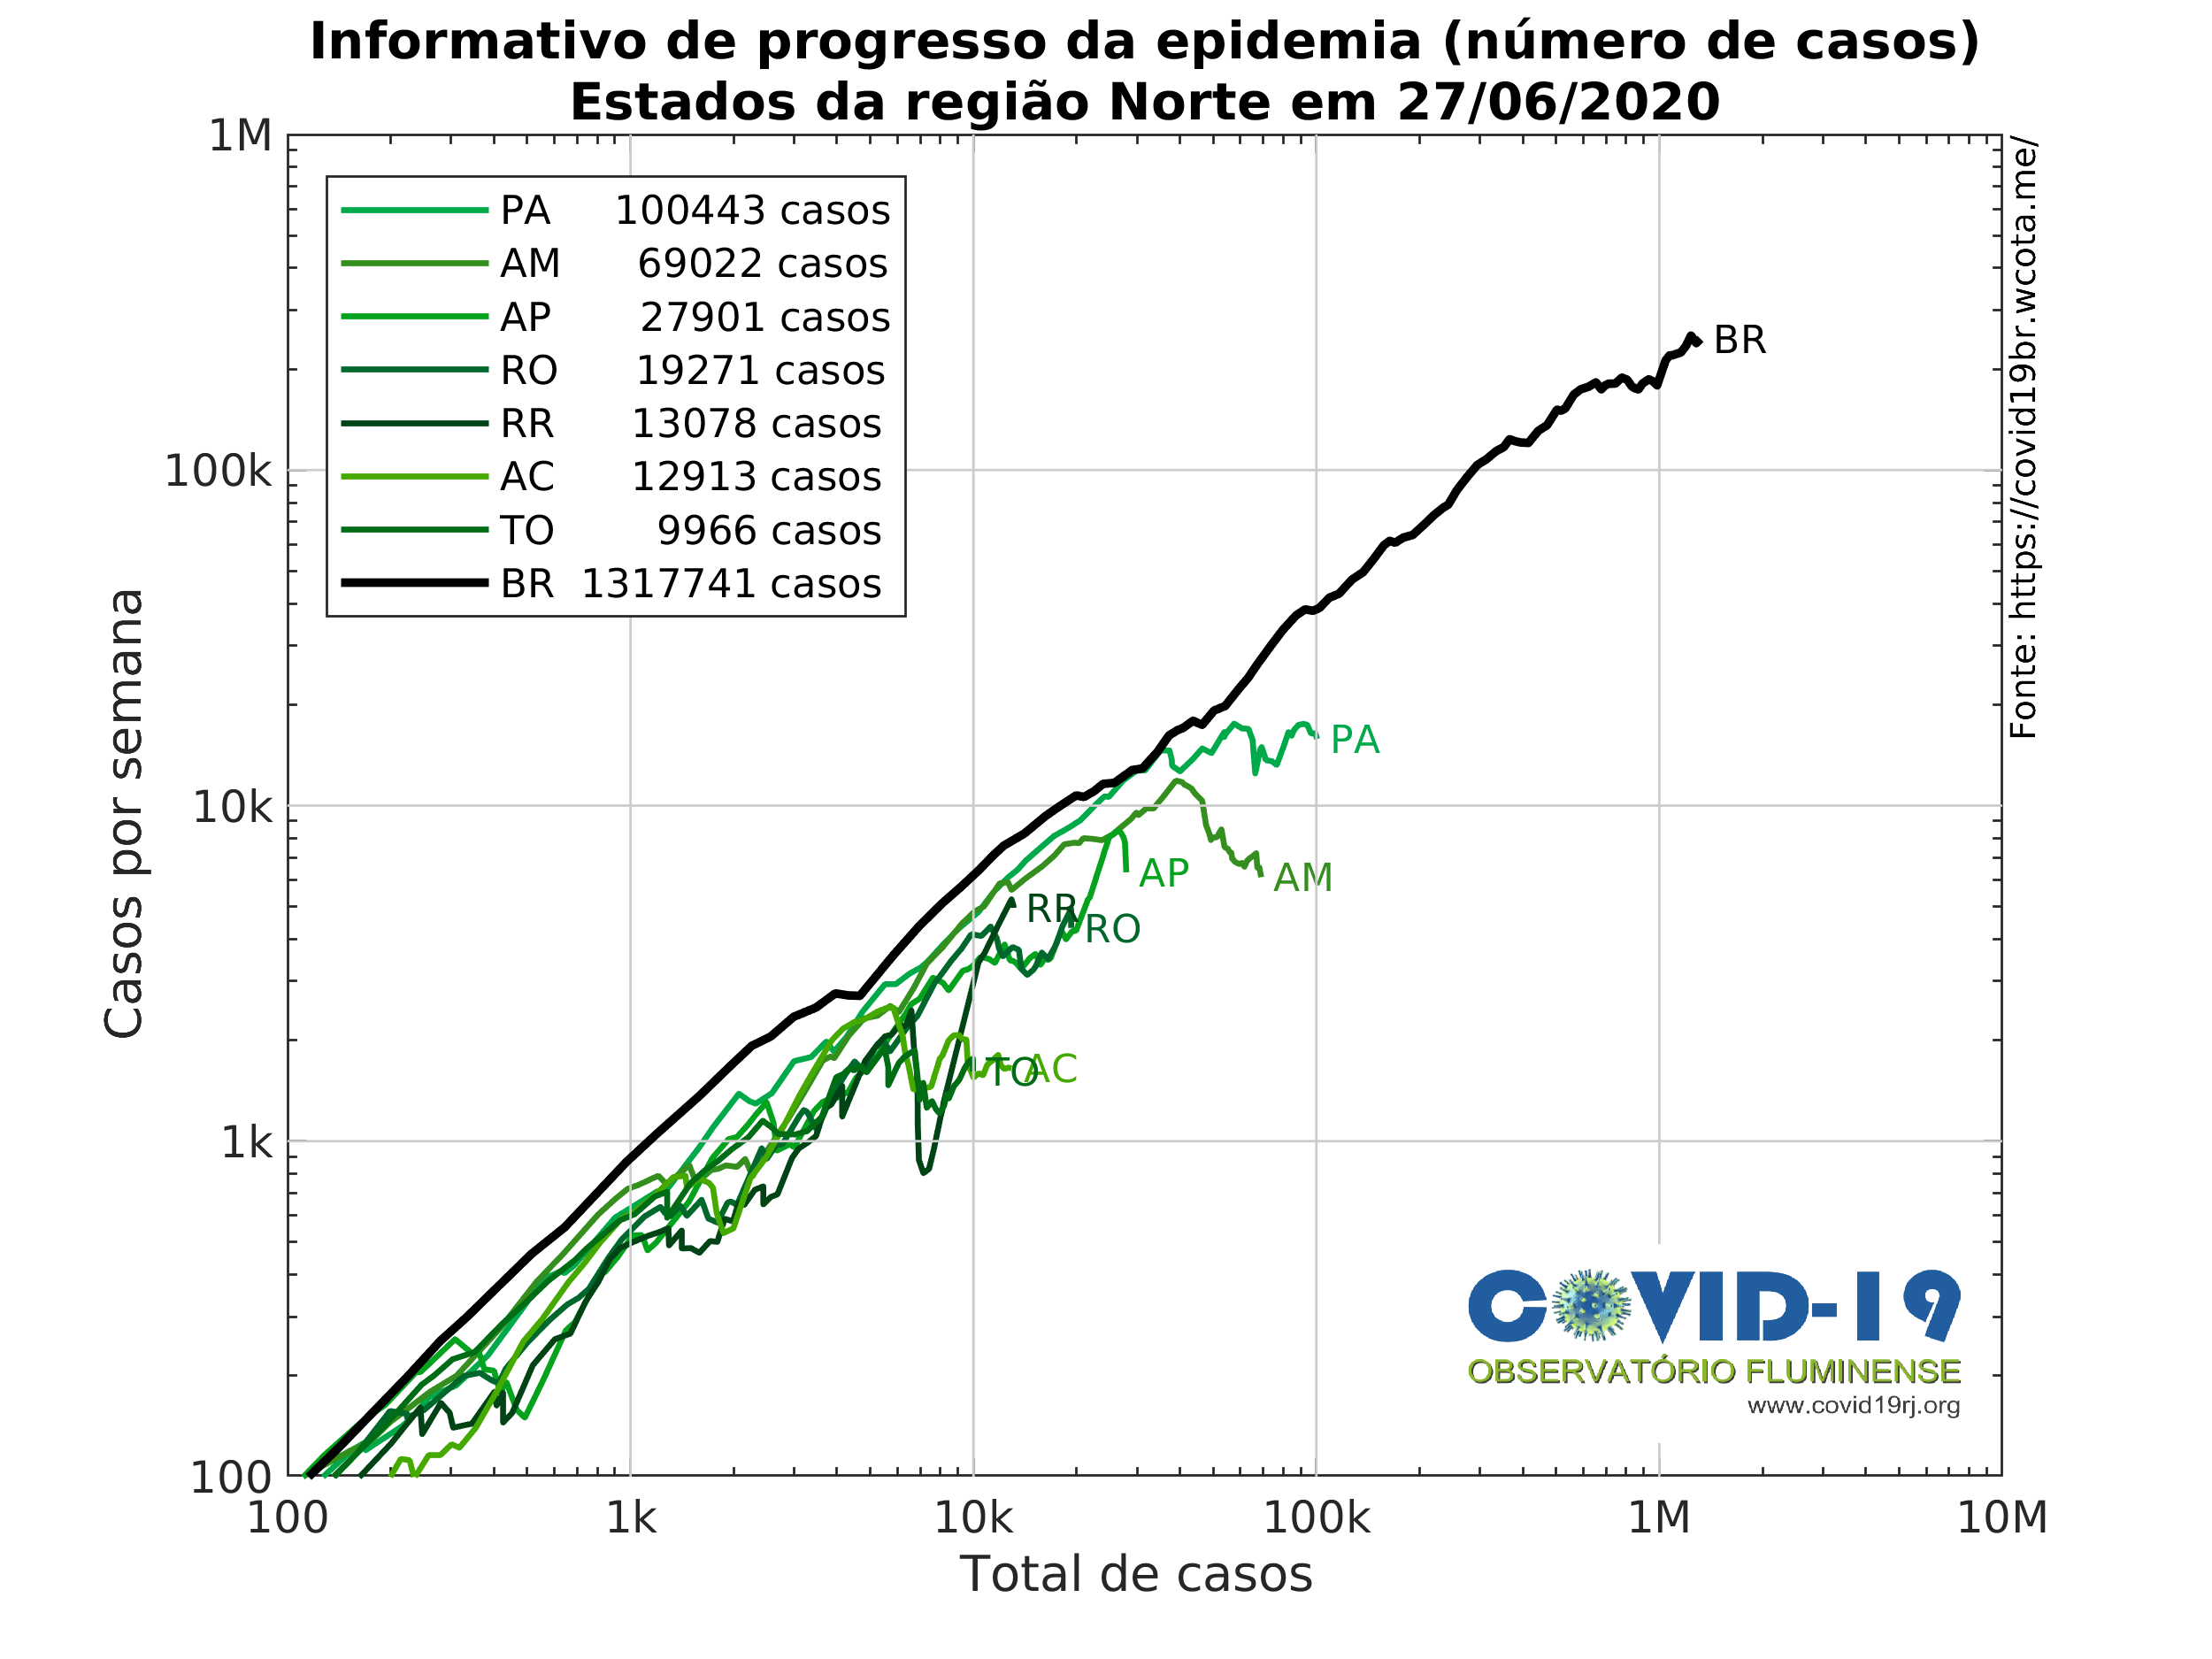 Informativo de progresso da epidemia (número de casos)
Estados da região Norte em 27/06/2020
1M
100k
10k
1k
100
Casos por semana
PA 100443 casos
AM 69022 casos
AP 27901 casos
RO 19271 casos
RR 13078 casos
AC 12913 casos
TO 9966 casos
BR 1317741 casos
BR
PA
AP
AM
RR
RO
TO
AC
Fonte: https://covid19br.wcota.me/
COVID-19
OBSERVATÓRIO FLUMINENSE
www.covid19rj.org
100 1k 10k 100k 1M 10M
Total de casos